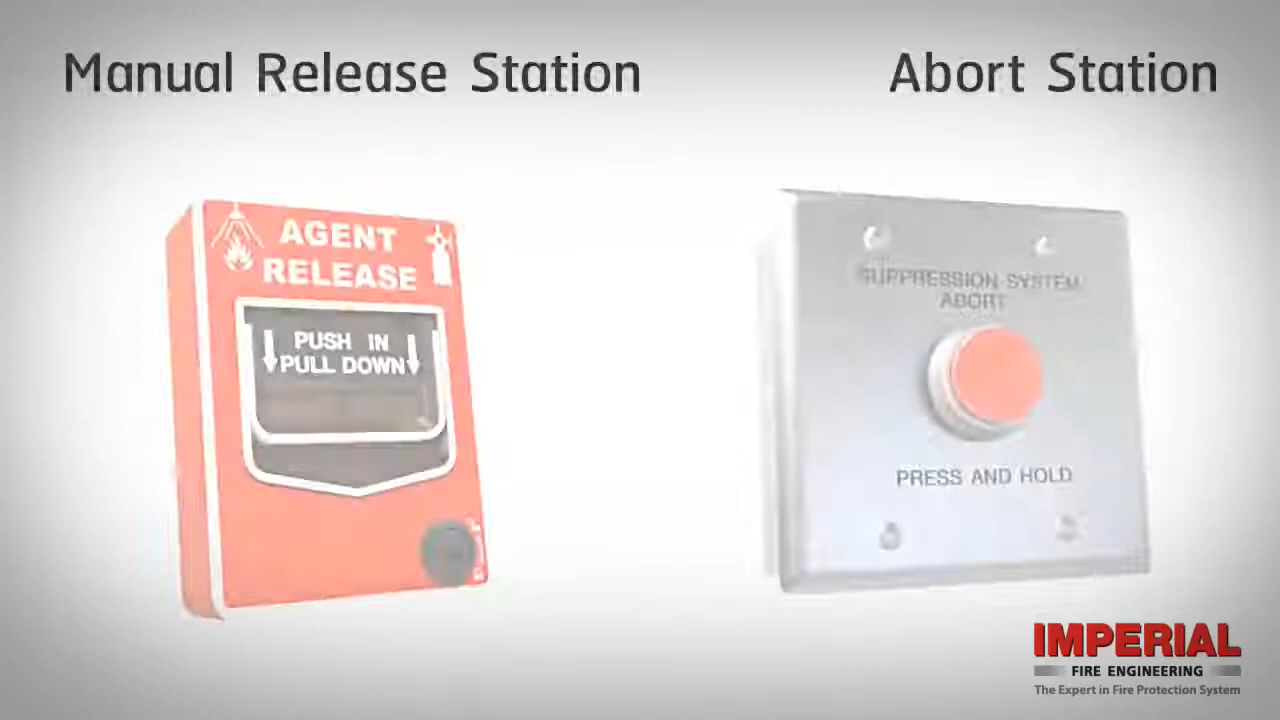 Manual Release Station
Abort Station
AGENT
RELEASE
PUSH IN
PULL DOWN
SUPPRESSION SYSTEM
ABORT
PRESS AND HOLD
IMPERIAL
FIRE ENGINEERING
The Expert in Fire Protection System